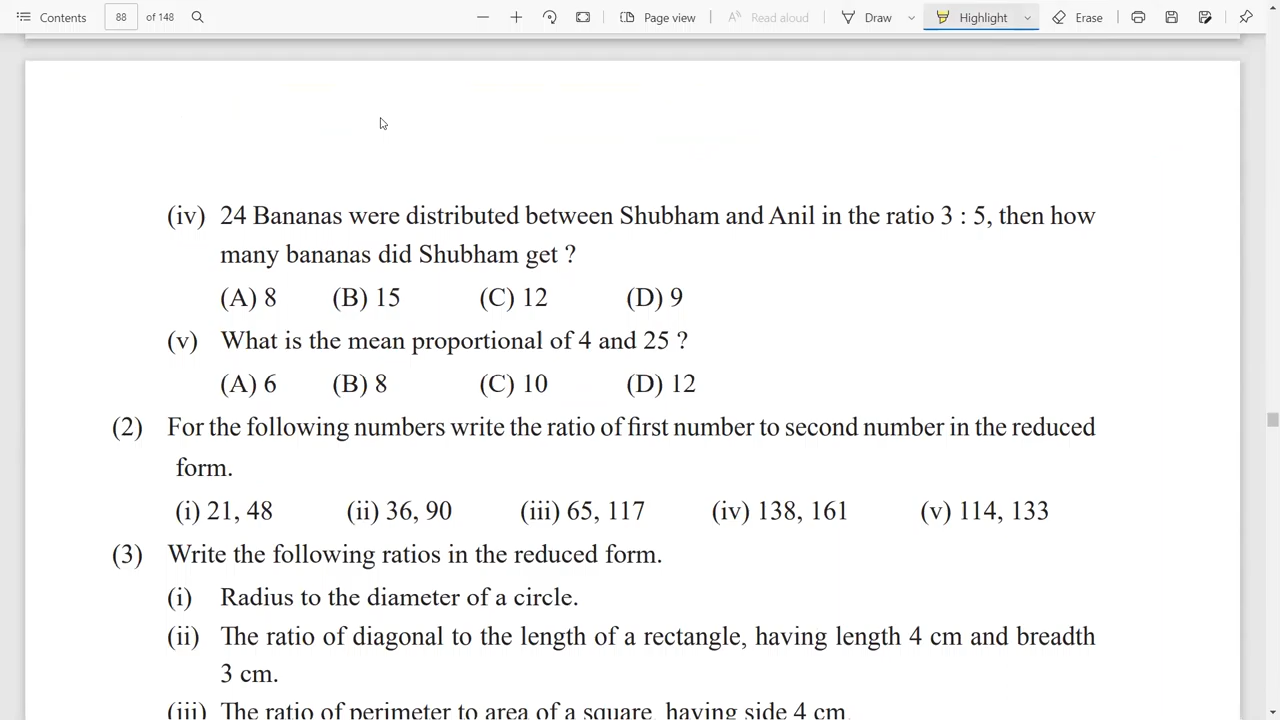 Contents 88 of 148 Page view Read aloud Draw Highlight Erase
(iv) 24 Bananas were distributed between Shubham and Anil in the ratio 3 : 5, then how
many bananas did Shubham get ?
(A) 8 (B) 15 (C) 12 (D) 9
(v) What is the mean proportional of 4 and 25 ?
(A) 6 (B) 8 (C) 10 (D) 12
(2) For the following numbers write the ratio of first number to second number in the reduced
form.
(i) 21, 48 (ii) 36, 90 (iii) 65, 117 (iv) 138, 161 (v) 114, 133
(3) Write the following ratios in the reduced form.
(i) Radius to the diameter of a circle.
(ii) The ratio of diagonal to the length of a rectangle, having length 4 cm and breadth
3 cm.
(iii) The ratio of perimeter to area of a square, having side 4 cm.